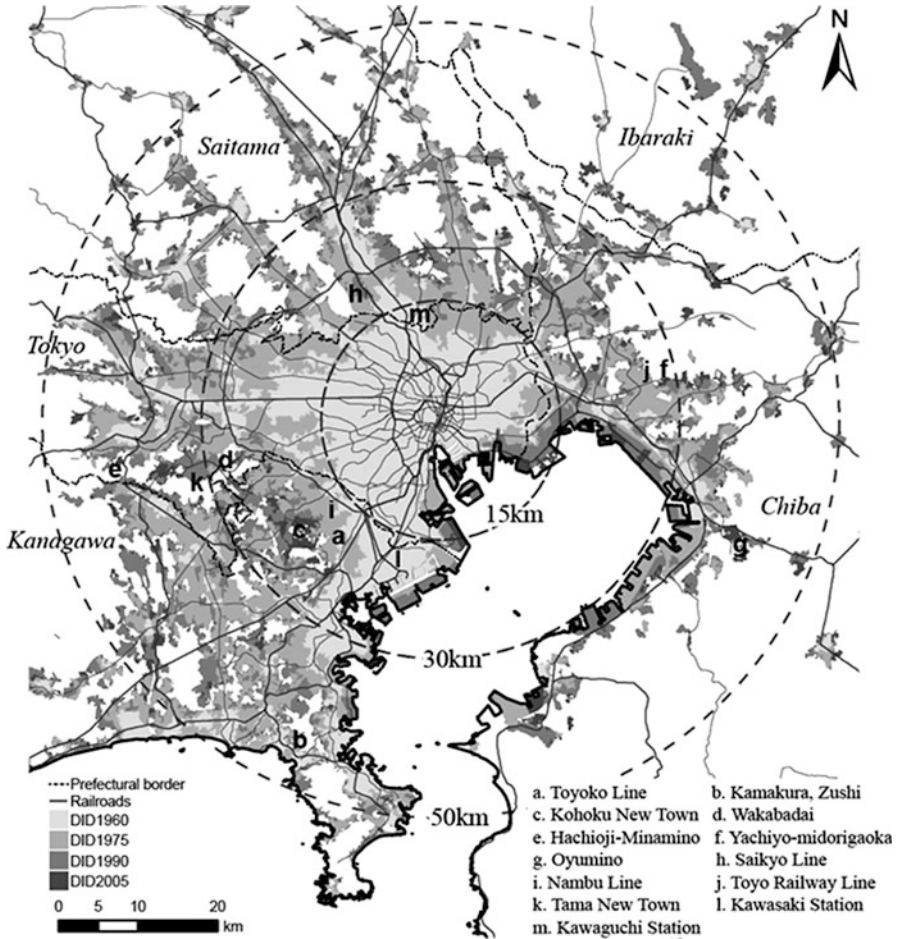 N
Saitama
Ibaraki
h
m
Tokyo
j f
e
d
k
Kanagawa
c
i
a
l
15km
Chiba
g
30km
b
50km
Prefectural border
Railroads
DID1960
DID1975
DID1990
DID2005
0 5 10 20
km
a. Toyoko Line b. Kamakura, Zushi
c. Kohoku New Town d. Wakabadai
e. Hachioji-Minamino f. Yachiyo-midorigaoka
g. Oyumino h. Saikyo Line
i. Nambu Line j. Toyo Railway Line
k. Tama New Town l. Kawasaki Station
m. Kawaguchi Station